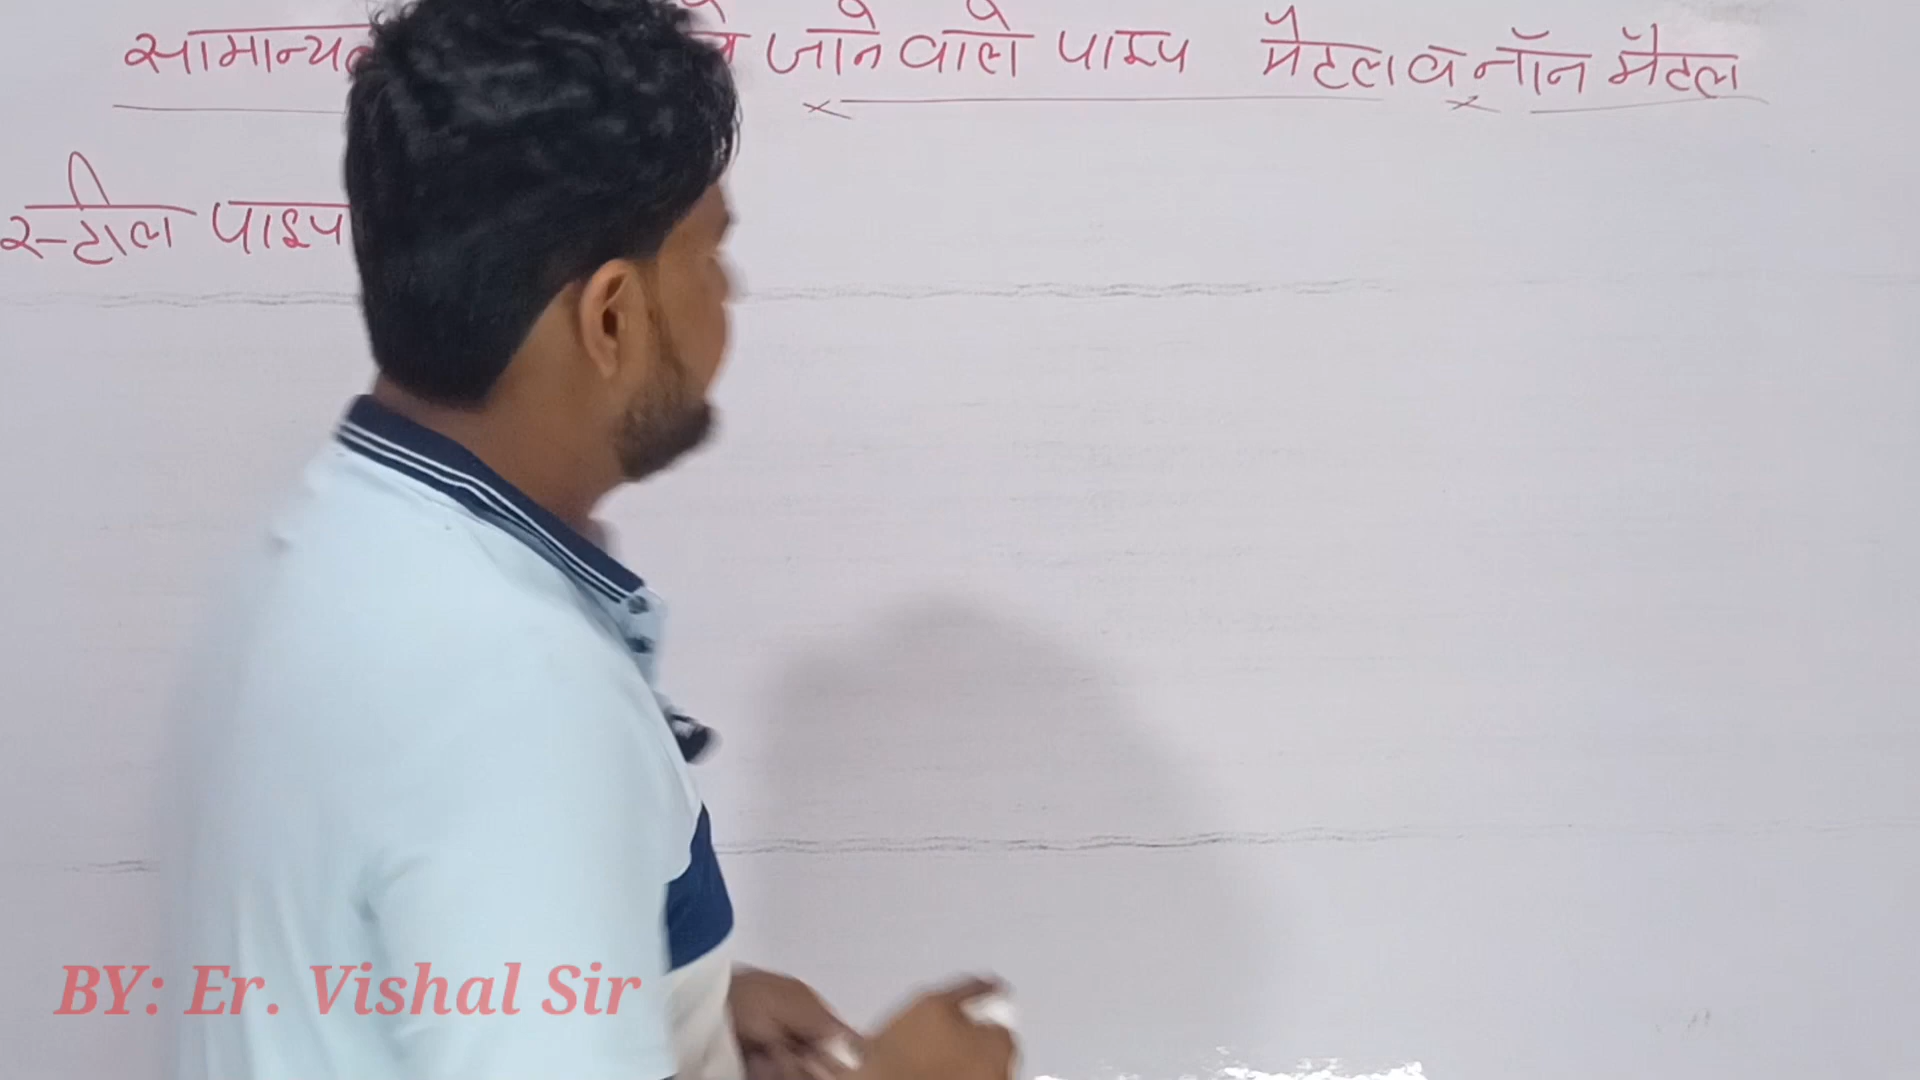 जाने वाले पाइप मैटल व नॉन मैटल
स्टील पाइप
BY: Er. Vishal Sir